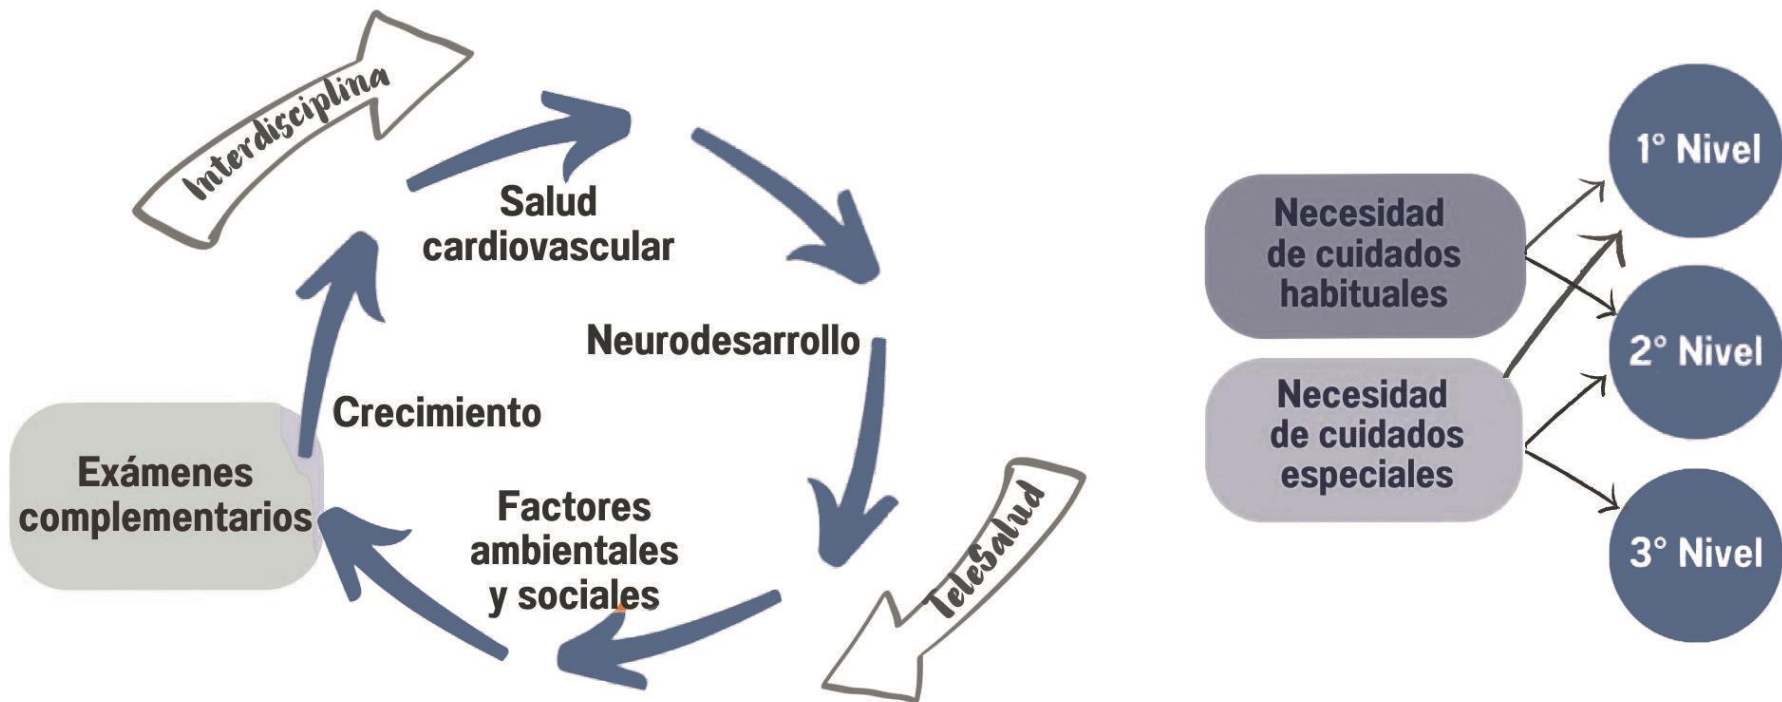 Interdisciplina
Salud
cardiovascular
Neurodesarrollo
Crecimiento
Exámenes
complementarios
Factores
ambientales
y sociales
TeleSalud
Necesidad
de cuidados
habituales
Necesidad
de cuidados
especiales
1° Nivel
2° Nivel
3° Nivel